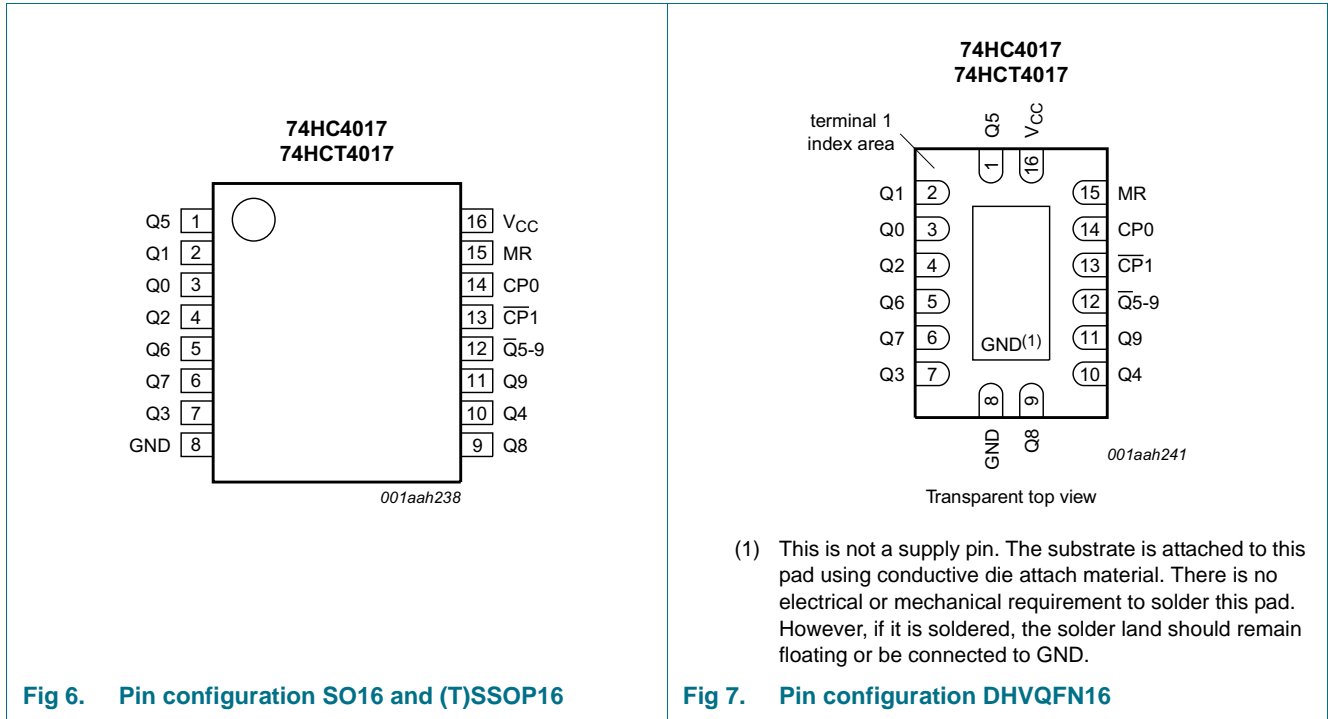 74HC4017
74HCT4017
Q5 1
Q1 2
Q0 3
Q2 4
Q6 5
Q7 6
Q3 7
GND 8
16 VCC
15 MR
14 CP0
13 C̅P̅1
12 Q̅5-9
11 Q9
10 Q4
9 Q8
001aah238
Fig 6. Pin configuration SO16 and (T)SSOP16
74HC4017
74HCT4017
terminal 1
index area
Q5
VCC
1
16
Q1 2
Q0 3
Q2 4
Q6 5
Q7 6
Q3 7
15 MR
14 CP0
13 C̅P̅1
12 Q̅5-9
11 Q9
10 Q4
GND(1)
8
9
GND
Q8
001aah241
Transparent top view
(1) This is not a supply pin. The substrate is attached to this
pad using conductive die attach material. There is no
electrical or mechanical requirement to solder this pad.
However, if it is soldered, the solder land should remain
floating or be connected to GND.
Fig 7. Pin configuration DHVQFN16